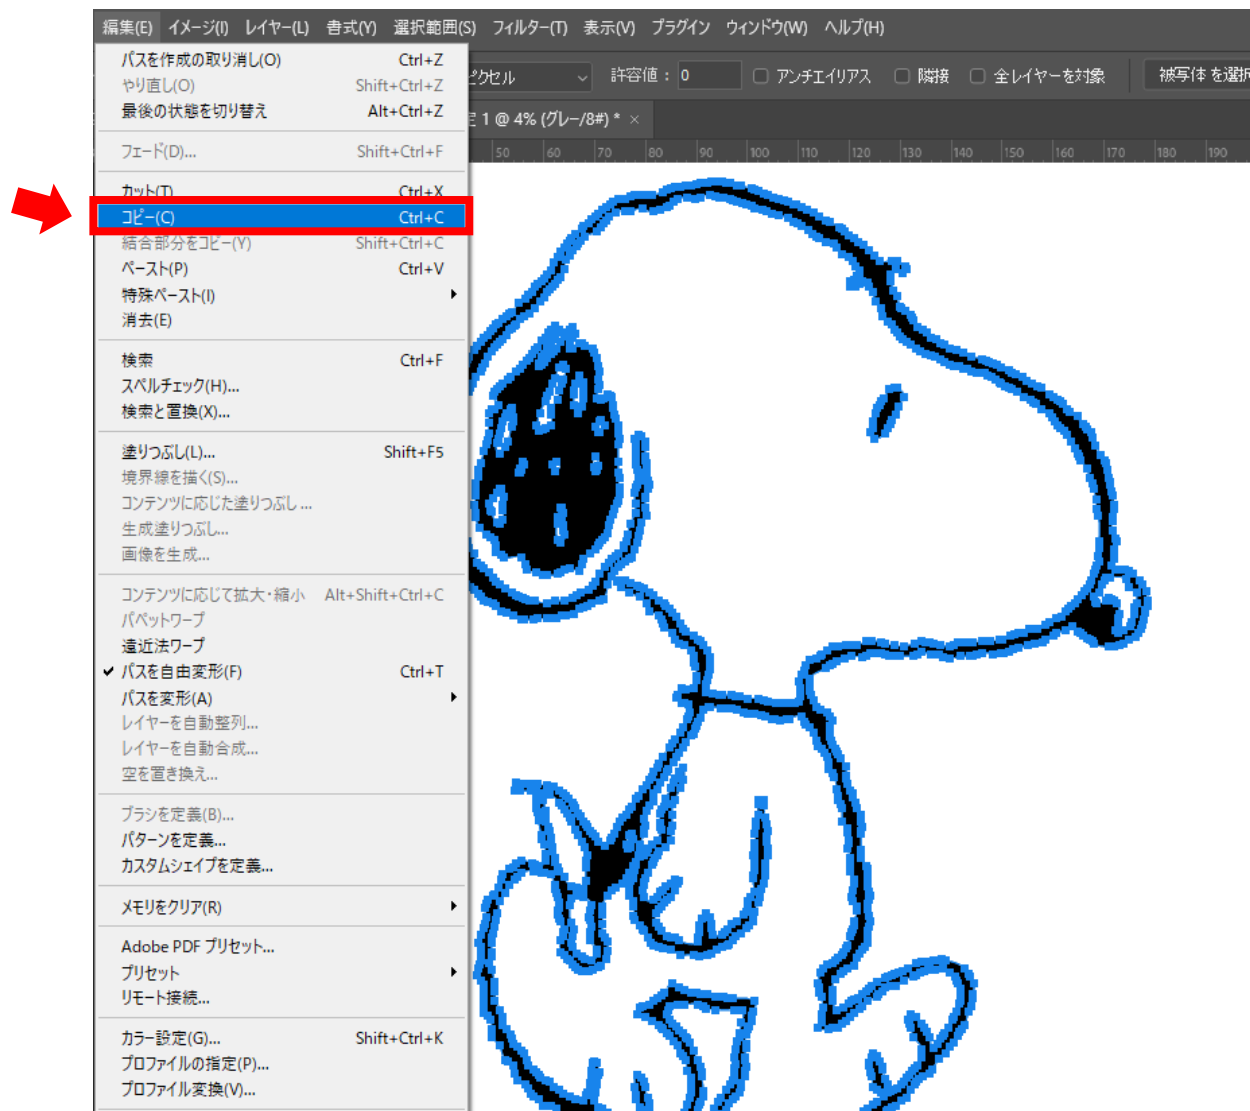 編集(E) イメージ(I) レイヤー(L) 書式(Y) 選択範囲(S) フィルター(T) 表示(V) プラグイン ウィンドウ(W) ヘルプ(H)
ピクセル 許容値： 0 アンチエイリアス 隣接 全レイヤーを対象 被写体を選択
1 @ 4% (グレー/8#) * ×
50 60 70 80 90 100 110 120 130 140 150 160 170 180 190
パスを作成の取り消し(O) Ctrl+Z
やり直し(O) Shift+Ctrl+Z
最後の状態を切り替え Alt+Ctrl+Z
フェード(D)... Shift+Ctrl+F
カット(T) Ctrl+X
コピー(C) Ctrl+C
結合部分をコピー(Y) Shift+Ctrl+C
ペースト(P) Ctrl+V
特殊ペースト(I)
消去(E)
検索 Ctrl+F
スペルチェック(H)...
検索と置換(X)...
塗りつぶし(L)... Shift+F5
境界線を描く(S)...
コンテンツに応じた塗りつぶし...
生成塗りつぶし...
画像を生成...
コンテンツに応じて拡大・縮小 Alt+Shift+Ctrl+C
パペットワープ
遠近法ワープ
パスを自由変形(F) Ctrl+T
パスを変形(A)
レイヤーを自動整列...
レイヤーを自動合成...
空を置き換え...
ブラシを定義(B)...
パターンを定義...
カスタムシェイプを定義...
メモリをクリア(R)
Adobe PDF プリセット...
プリセット
リモート接続...
カラー設定(G)... Shift+Ctrl+K
プロファイルの指定(P)...
プロファイル変換(V)...